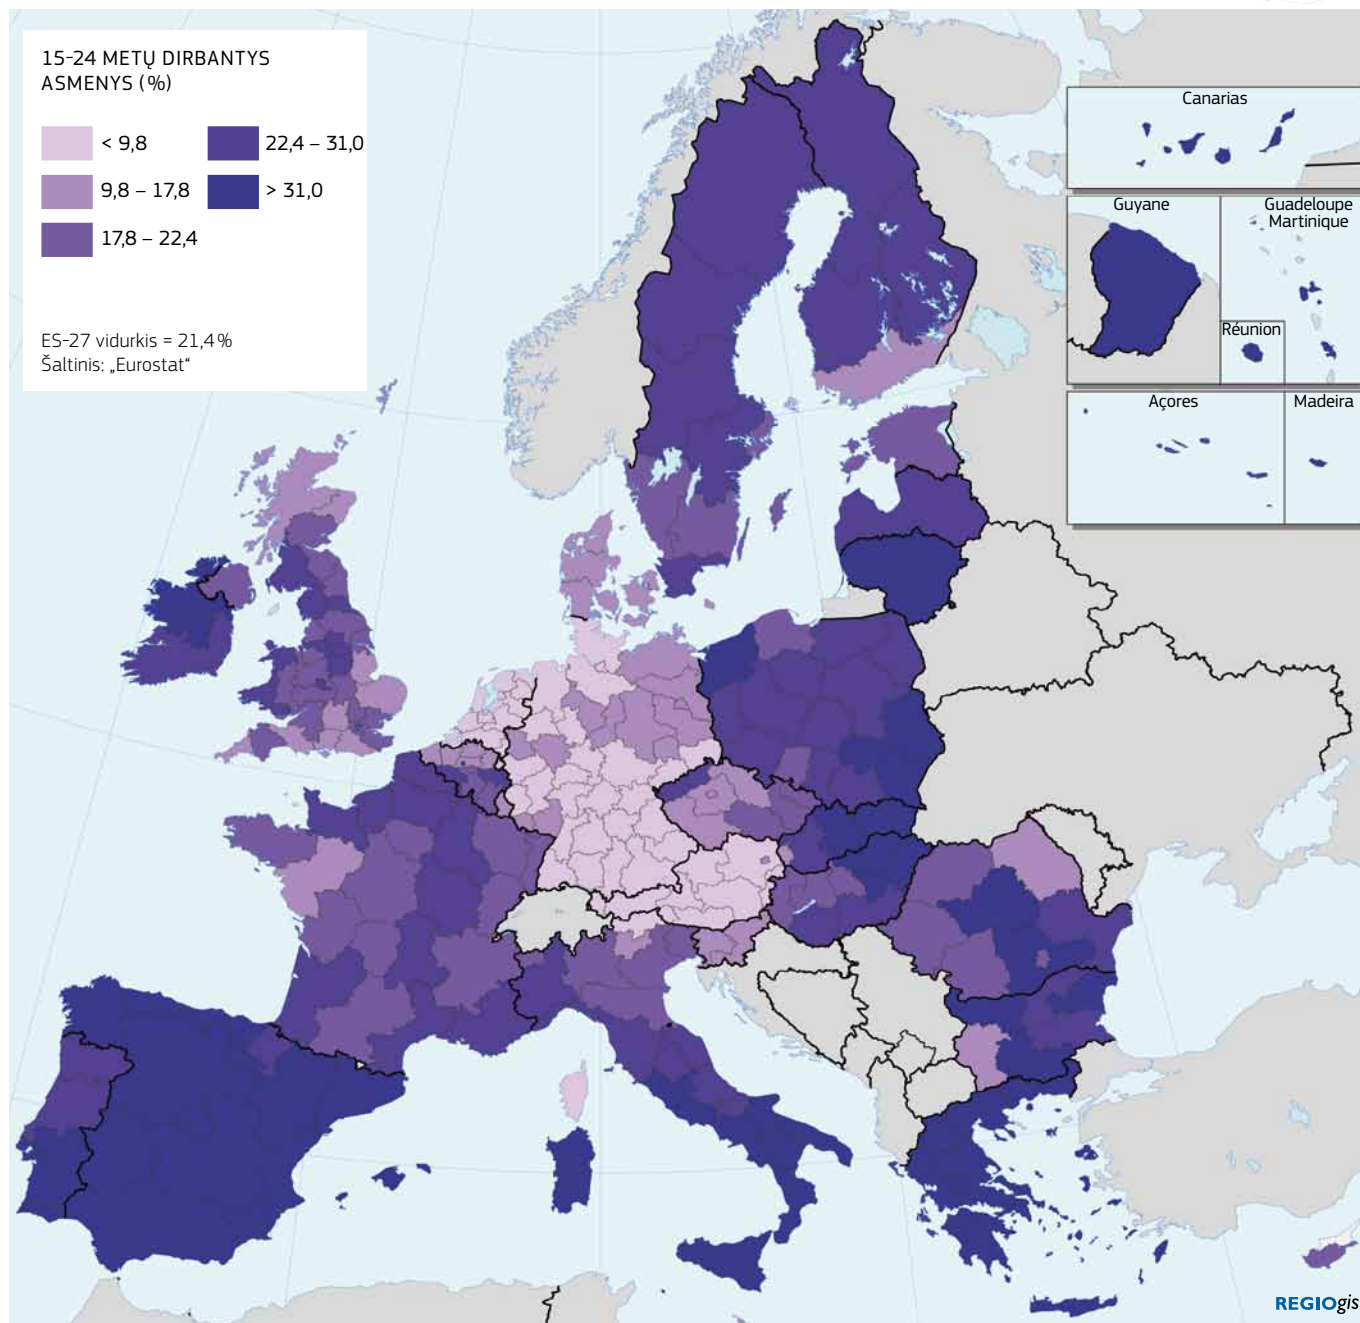 15-24 METŲ DIRBANTYS
ASMENYS (%)
< 9,8
22,4 – 31,0
9,8 – 17,8
> 31,0
17,8 – 22,4
ES-27 vidurkis = 21,4 %
Šaltinis: „Eurostat“
Canarias
Guyane
Guadeloupe
Martinique
Réunion
Açores
Madeira
REGIOgis